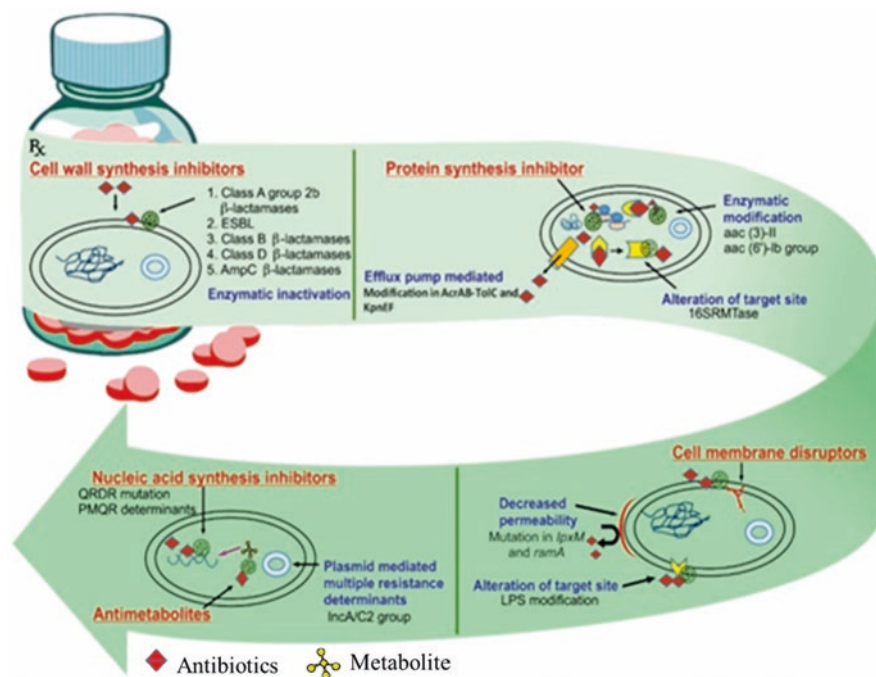 Rx
Cell wall synthesis inhibitors
1. Class A group 2b
β-lactamases
2. ESBL
3. Class B β-lactamases
4. Class D β-lactamases
5. AmpC β-lactamases
Enzymatic inactivation
Protein synthesis inhibitor
Enzymatic
modification
aac (3)-II
aac (6')-Ib group
Efflux pump mediated
Modification in AcrAB-TolC and
KpnEF
Alteration of target site
16SRMTase
Cell membrane disruptors
Decreased
permeability
Mutation in lpxM
and ramA
Alteration of target site
LPS modification
Nucleic acid synthesis inhibitors
QRDR mutation
PMQR determinants
Plasmid mediated
multiple resistance
determinants
IncA/C2 group
Antimetabolites
Antibiotics
Metabolite